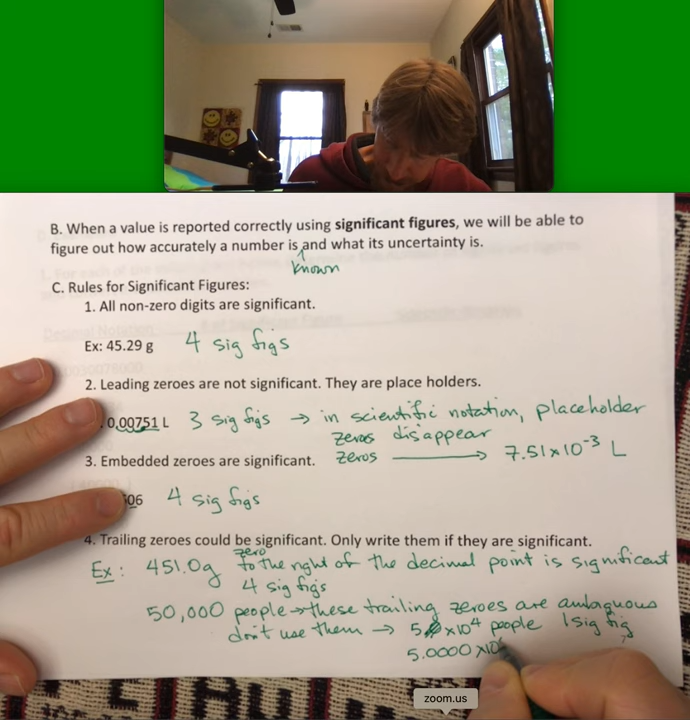 B. When a value is reported correctly using significant figures, we will be able to
figure out how accurately a number is and what its uncertainty is.
known
C. Rules for Significant Figures:
1. All non-zero digits are significant.
Ex: 45.29 g 4 sig figs
2. Leading zeroes are not significant. They are place holders.
0.00751 L 3 sig figs → in scientific notation, placeholder
zeros disappear
3. Embedded zeroes are significant. zeros → 7.51x10⁻³ L
06 4 sig figs
4. Trailing zeroes could be significant. Only write them if they are significant.
zero
Ex: 451.0g to the right of the decimal point is significant
4 sig figs
50,000 people → these trailing zeroes are ambaguous
don't use them → 5 x10⁴ people 1 sig fig
5.0000 x10
zoom.us